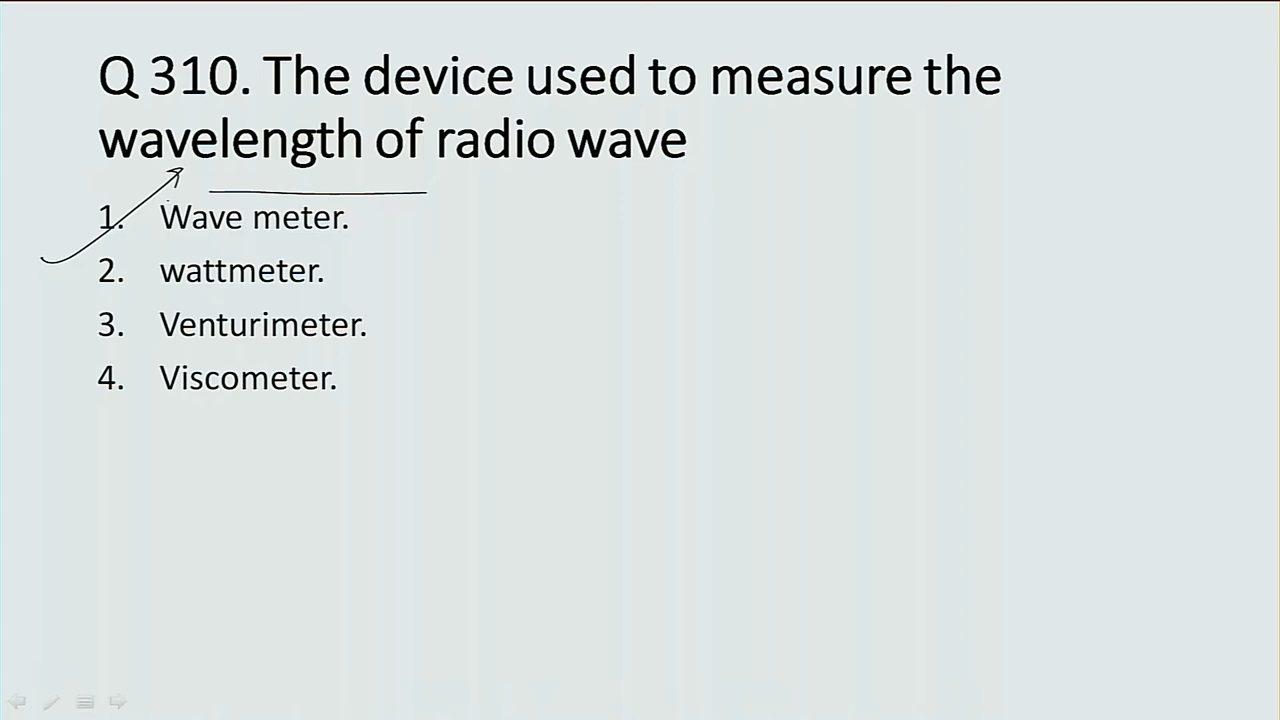 Q 310. The device used to measure the
wavelength of radio wave
1. Wave meter.
2. wattmeter.
3. Venturimeter.
4. Viscometer.